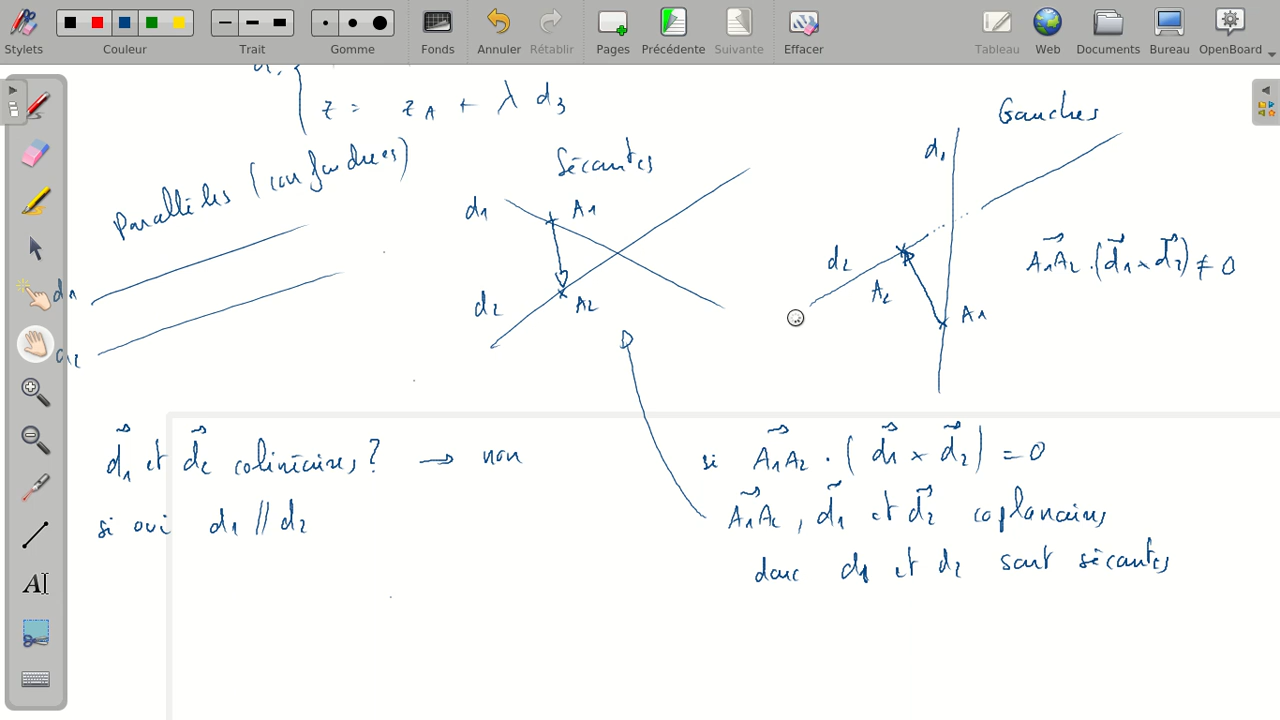 Stylets Couleur Trait Gomme Fonds Annuler Rétablir Pages Précédente Suivante Effacer Tableau Web Documents Bureau OpenBoard
z = z_A + λ d_3
Parallèles (confondues)
d_1
d_2
Sécantes
d_1 A_1
d_2 A_2
Gauches
d_1
d_2
A_2
A_1
A_1A_2⃗ · (d_1⃗ × d_2⃗) ≠ 0
d_1⃗ et d_2⃗ colinéaires ? → non
si oui d_1 // d_2
si A_1A_2⃗ · (d_1⃗ × d_2⃗) = 0
A_1A_2⃗, d_1⃗ et d_2⃗ coplanaires
donc d_1 et d_2 sont sécantes
AI